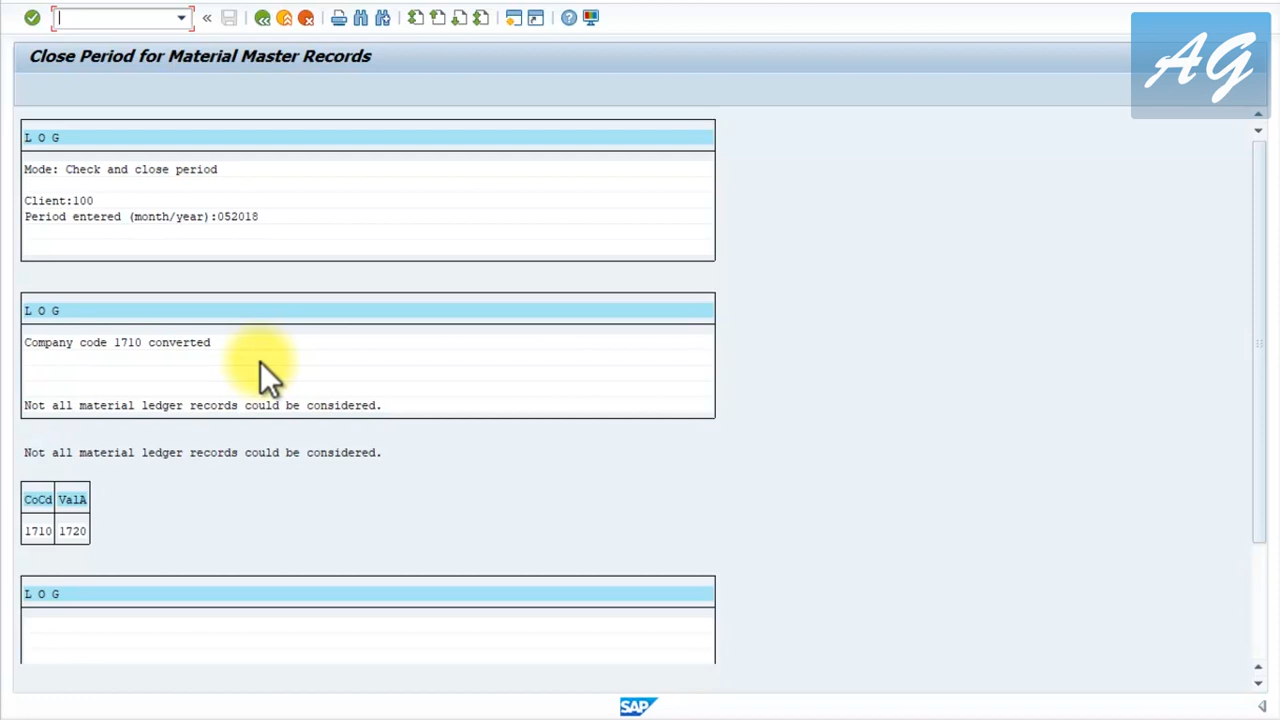 AG
Close Period for Material Master Records
L O G
Mode: Check and close period
Client:100
Period entered (month/year):052018
L O G
Company code 1710 converted
Not all material ledger records could be considered.
Not all material ledger records could be considered.
CoCd ValA
1710 1720
L O G
SAP